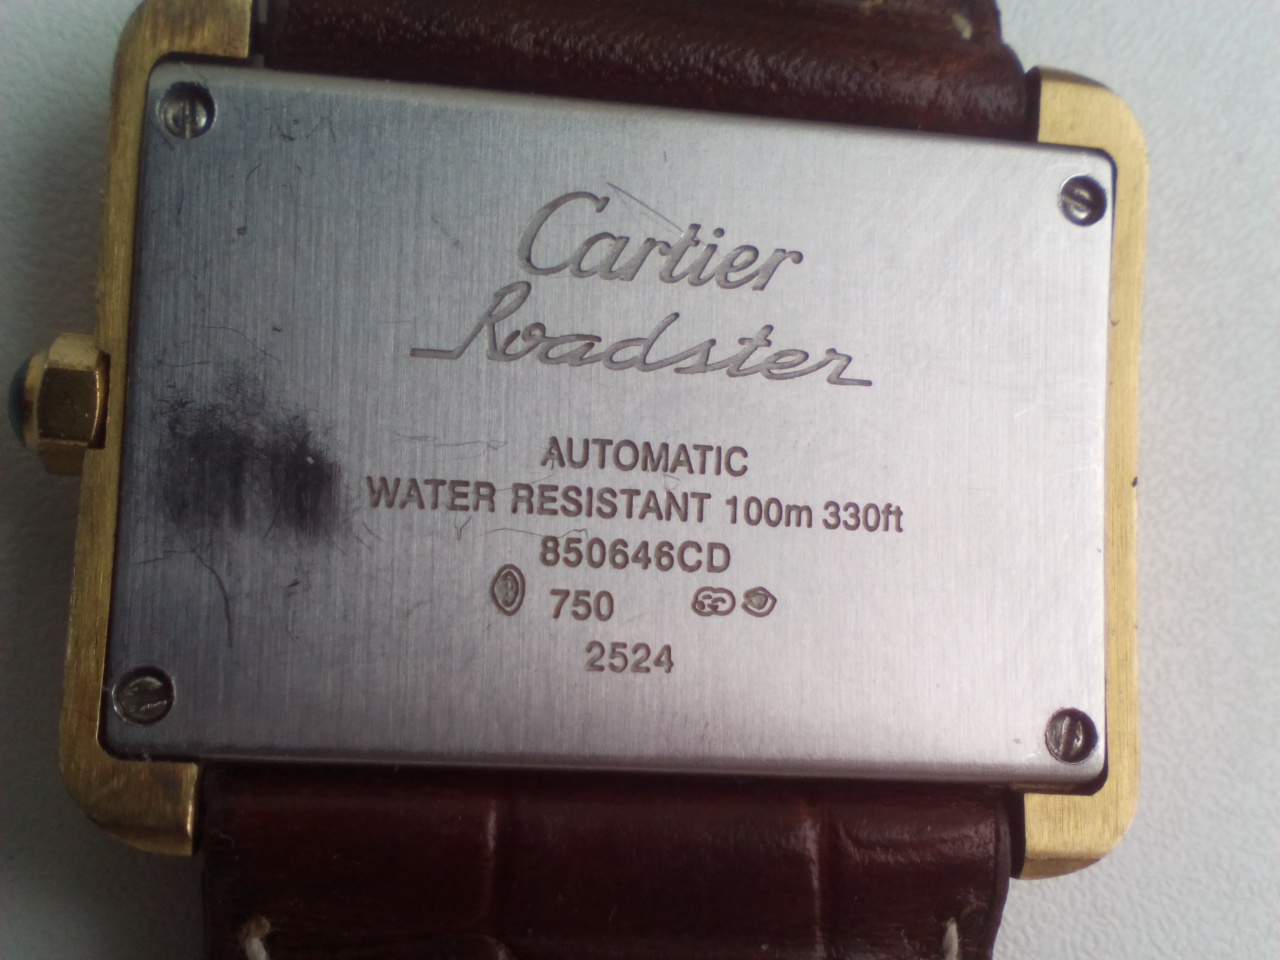 Cartier
Roadster
AUTOMATIC
WATER RESISTANT 100m 330ft
850646CD
750
2524